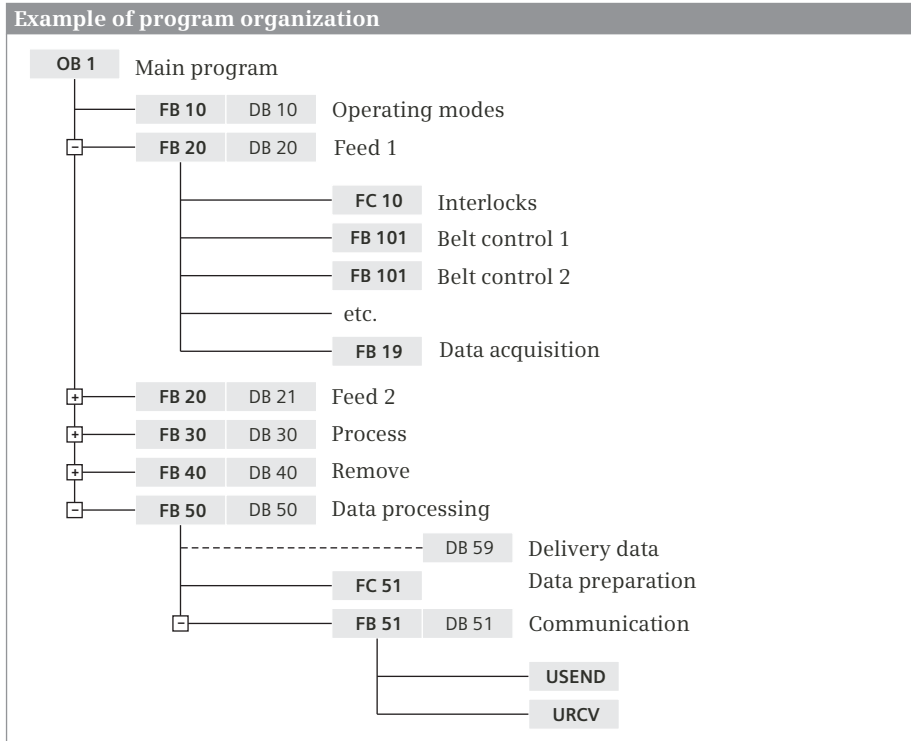 Example of program organization
OB 1 Main program
FB 10 DB 10 Operating modes
- FB 20 DB 20 Feed 1
FC 10 Interlocks
FB 101 Belt control 1
FB 101 Belt control 2
etc.
FB 19 Data acquisition
+ FB 20 DB 21 Feed 2
+ FB 30 DB 30 Process
+ FB 40 DB 40 Remove
- FB 50 DB 50 Data processing
DB 59 Delivery data
FC 51 Data preparation
- FB 51 DB 51 Communication
USEND
URCV